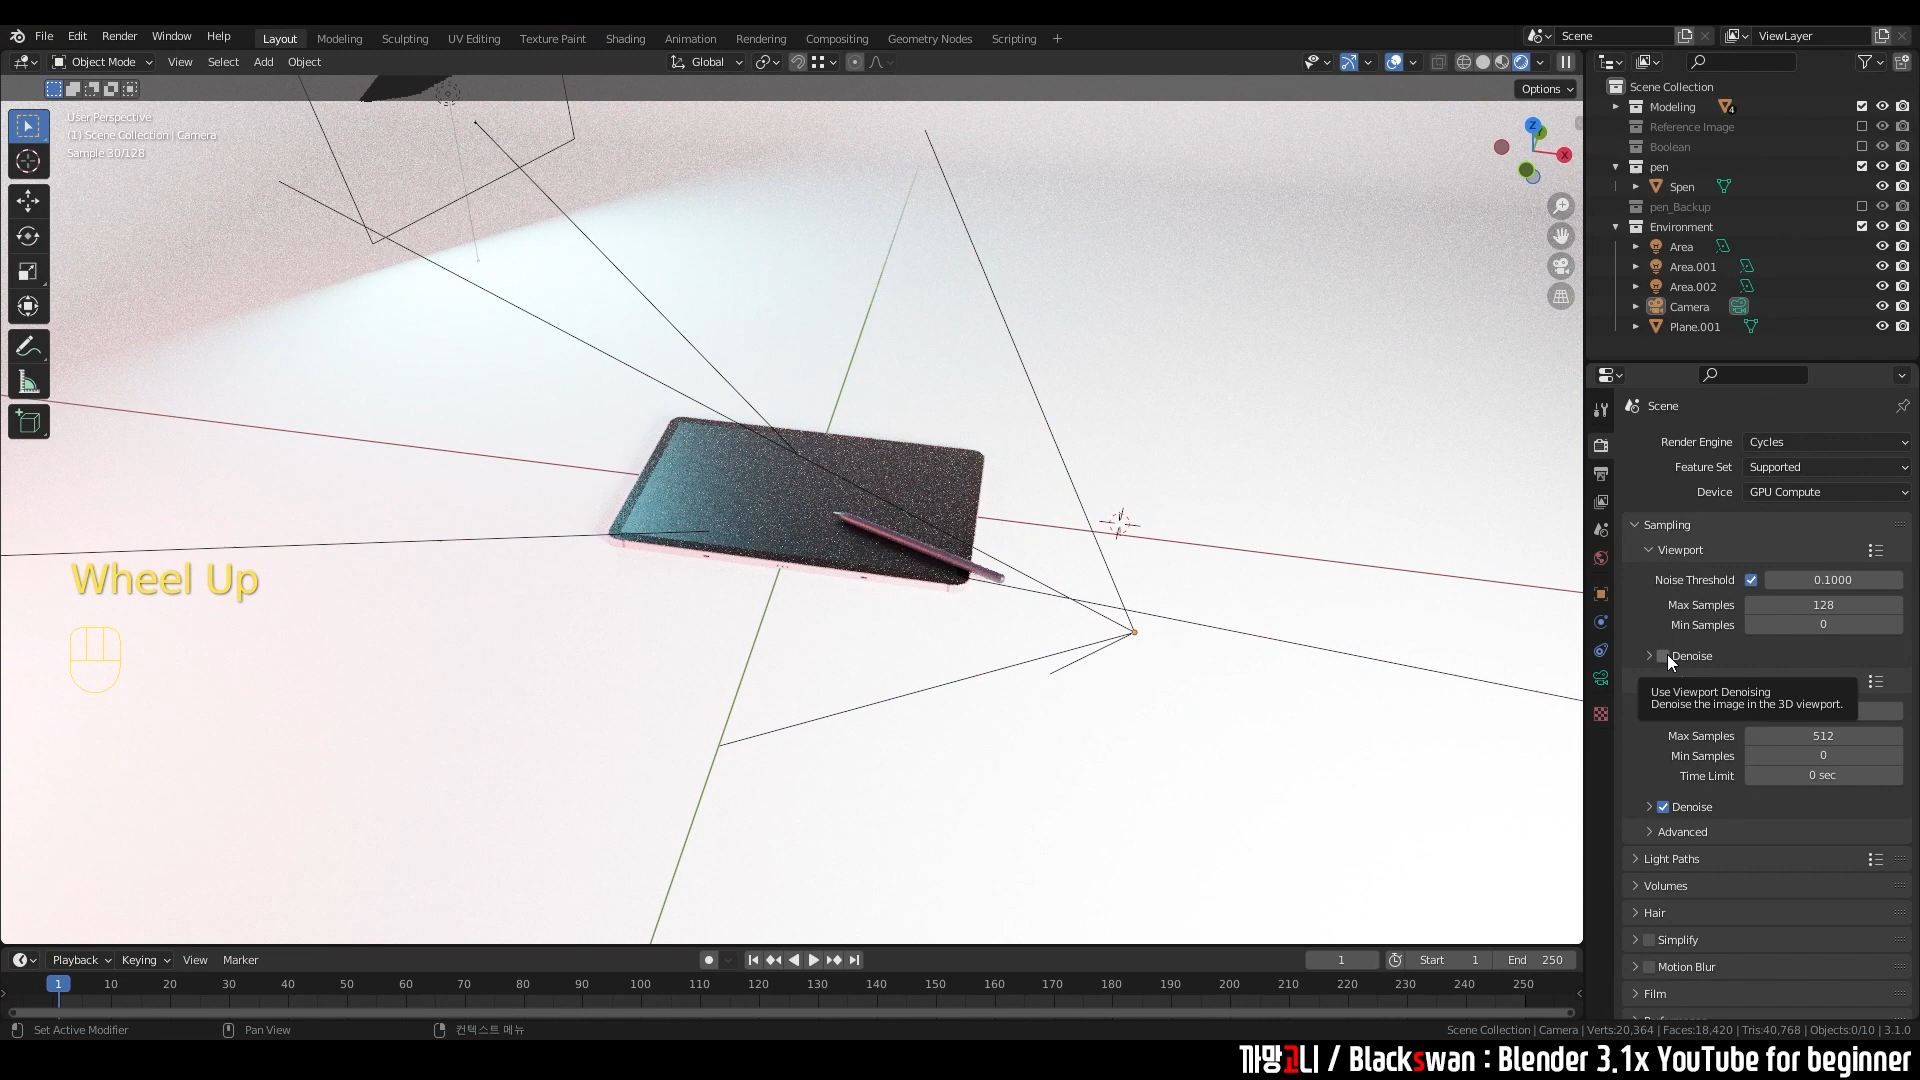 File Edit Render Window Help Layout Modeling Sculpting UV Editing Texture Paint Shading Animation Rendering Compositing Geometry Nodes Scripting + Scene ViewLayer
Object Mode View Select Add Object Global
Options
User Perspective
(1) Scene Collection | Camera
Sample 30/128
Z
X
Wheel Up
Scene Collection
Modeling 4
Reference Image
Boolean
pen
Spen
pen_Backup
Environment
Area
Area.001
Area.002
Camera
Plane.001
Scene
Render Engine Cycles
Feature Set Supported
Device GPU Compute
Sampling
Viewport
Noise Threshold 0.1000
Max Samples 128
Min Samples 0
Denoise
Use Viewport Denoising
Denoise the image in the 3D viewport.
Max Samples 512
Min Samples 0
Time Limit 0 sec
Denoise
Advanced
Light Paths
Volumes
Hair
Simplify
Motion Blur
Film
Playback Keying View Marker 1 Start 1 End 250
1 10 20 30 40 50 60 70 80 90 100 110 120 130 140 150 160 170 180 190 200 210 220 230 240 250
Set Active Modifier Pan View 컨텍스트 메뉴 Scene Collection | Camera | Verts:20,364 | Faces:18,420 | Tris:40,768 | Objects:0/10 | 3.1.0
까망고니 / Blackswan : Blender 3.1x YouTube for beginner